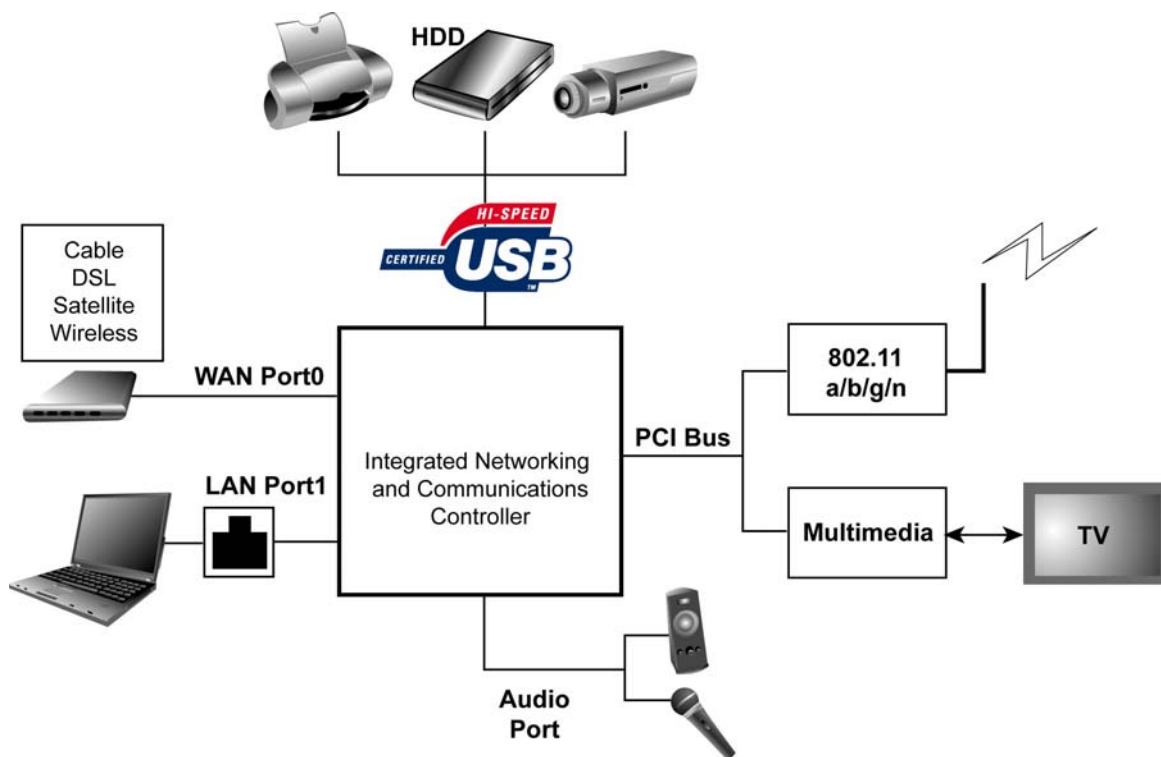 HDD
HI-SPEED
CERTIFIED USB
TM
Cable
DSL
Satellite
Wireless
WAN Port0
LAN Port1
Integrated Networking
and Communications
Controller
PCI Bus
802.11
a/b/g/n
Multimedia
TV
Audio
Port